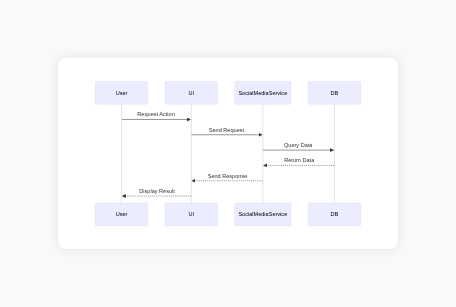 User
UI
SocialMediaService
DB
Request Action
Send Request
Query Data
Return Data
Send Response
Display Result
User
UI
SocialMediaService
DB